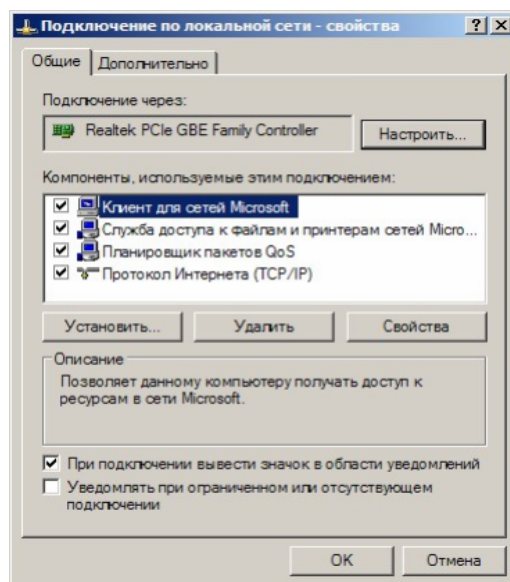 Подключение по локальной сети - свойства
Общие
Дополнительно
Подключение через:
Realtek PCIe GBE Family Controller
Настроить...
Компоненты, используемые этим подключением:
Клиент для сетей Microsoft
Служба доступа к файлам и принтерам сетей Micro...
Планировщик пакетов QoS
Протокол Интернета (TCP/IP)
Установить...
Удалить
Свойства
Описание
Позволяет данному компьютеру получать доступ к
ресурсам в сети Microsoft.
При подключении вывести значок в области уведомлений
Уведомлять при ограниченном или отсутствующем
подключении
OK
Отмена